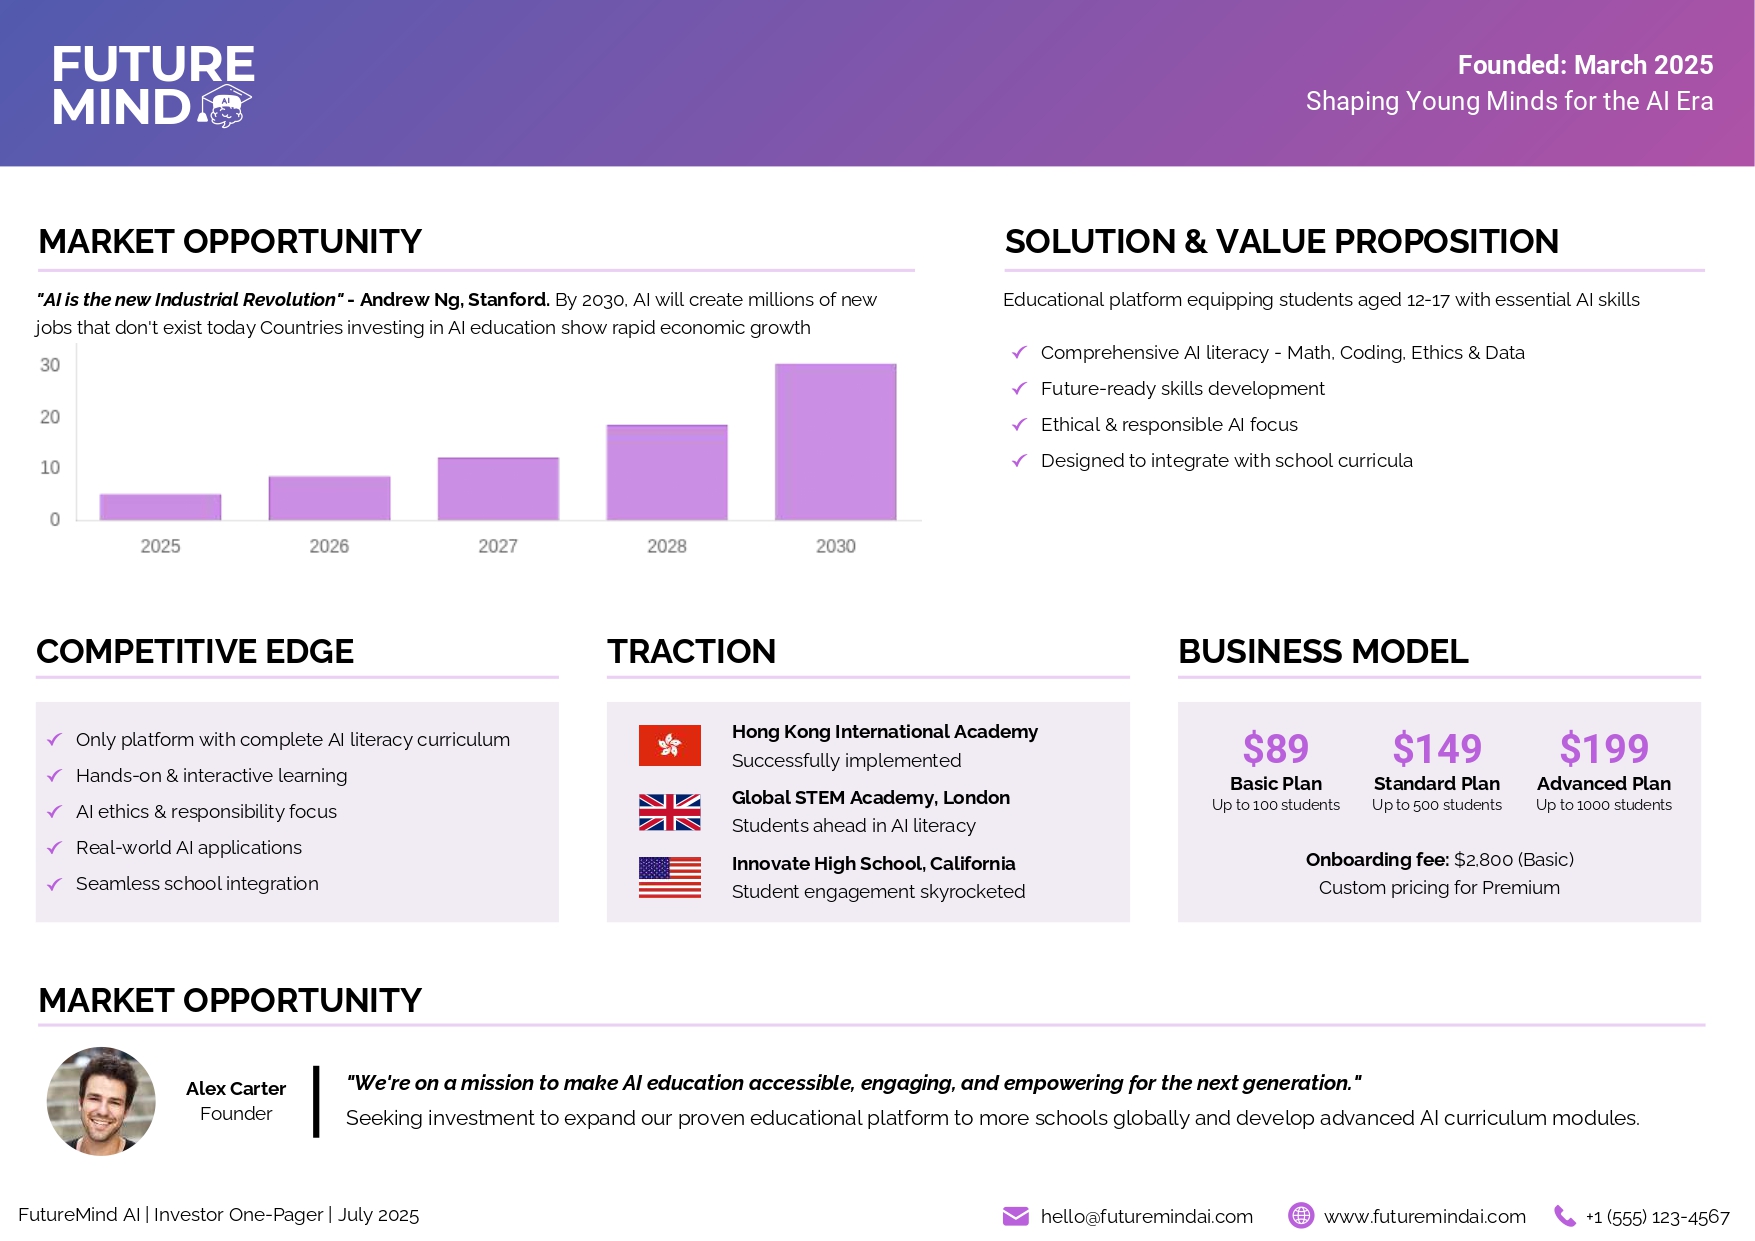 FUTURE
MIND
AI
Founded: March 2025
Shaping Young Minds for the AI Era
MARKET OPPORTUNITY
"AI is the new Industrial Revolution" - Andrew Ng, Stanford. By 2030, AI will create millions of new
jobs that don't exist today Countries investing in AI education show rapid economic growth
30
20
10
0
2025
2026
2027
2028
2030
SOLUTION & VALUE PROPOSITION
Educational platform equipping students aged 12-17 with essential AI skills
Comprehensive AI literacy - Math, Coding, Ethics & Data
Future-ready skills development
Ethical & responsible AI focus
Designed to integrate with school curricula
COMPETITIVE EDGE
Only platform with complete AI literacy curriculum
Hands-on & interactive learning
AI ethics & responsibility focus
Real-world AI applications
Seamless school integration
TRACTION
Hong Kong International Academy
Successfully implemented
Global STEM Academy, London
Students ahead in AI literacy
Innovate High School, California
Student engagement skyrocketed
BUSINESS MODEL
$89
Basic Plan
Up to 100 students
$149
Standard Plan
Up to 500 students
$199
Advanced Plan
Up to 1000 students
Onboarding fee: $2,800 (Basic)
Custom pricing for Premium
MARKET OPPORTUNITY
Alex Carter
Founder
"We're on a mission to make AI education accessible, engaging, and empowering for the next generation."
Seeking investment to expand our proven educational platform to more schools globally and develop advanced AI curriculum modules.
FutureMind AI | Investor One-Pager | July 2025
hello@futuremindai.com
www.futuremindai.com
+1 (555) 123-4567